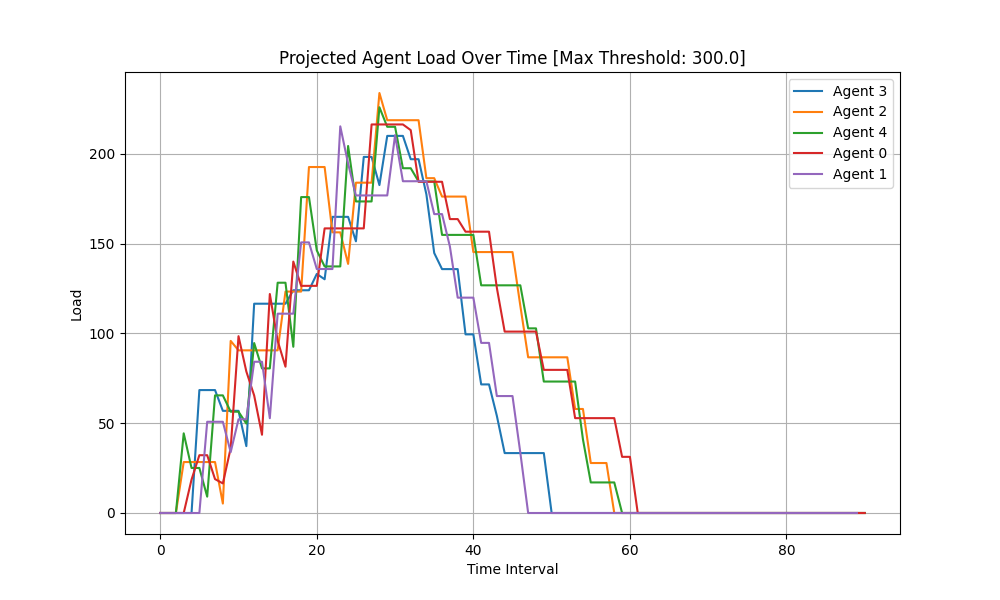 Projected Agent Load Over Time [Max Threshold: 300.0]
Agent 3
Agent 2
Agent 4
Agent 0
Agent 1
Load
200
150
100
50
0
0 20 40 60 80
Time Interval